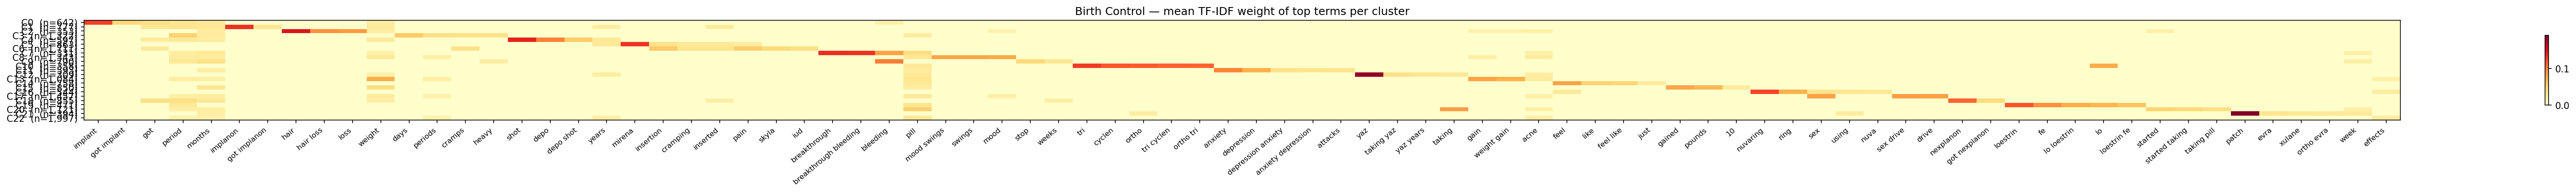 Birth Control — mean TF-IDF weight of top terms per cluster
C0 (n=642)
C22 (n=1,997)
0.1
0.0
implant
got implant
got
period
months
implanon
got implanon
hair
hair loss
loss
weight
days
periods
cramps
heavy
shot
depo
depo shot
years
mirena
insertion
cramping
inserted
pain
skyla
iud
breakthrough
breakthrough bleeding
bleeding
pill
mood swings
swings
mood
stop
weeks
tri
cyclen
ortho
tri cyclen
ortho tri
anxiety
depression
depression anxiety
anxiety depression
attacks
yaz
taking yaz
yaz years
taking
gain
weight gain
acne
feel
like
feel like
just
gained
pounds
10
nuvaring
ring
sex
using
nuva
sex drive
drive
nexplanon
got nexplanon
loestrin
fe
lo loestrin
lo
loestrin fe
started
started taking
taking pill
patch
evra
xulane
ortho evra
week
effects